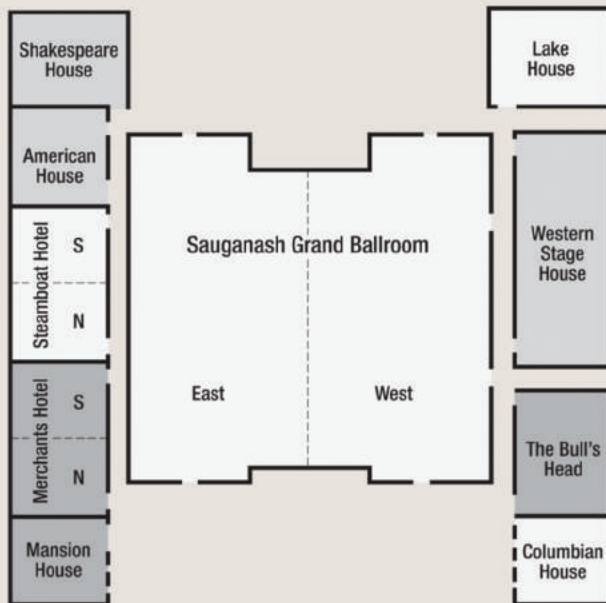 Shakespeare
House
Lake
House
American
House
Steamboat Hotel
S
N
Sauganash Grand Ballroom
East
West
Western
Stage
House
Merchants Hotel
S
N
The Bull's
Head
Mansion
House
Columbian
House